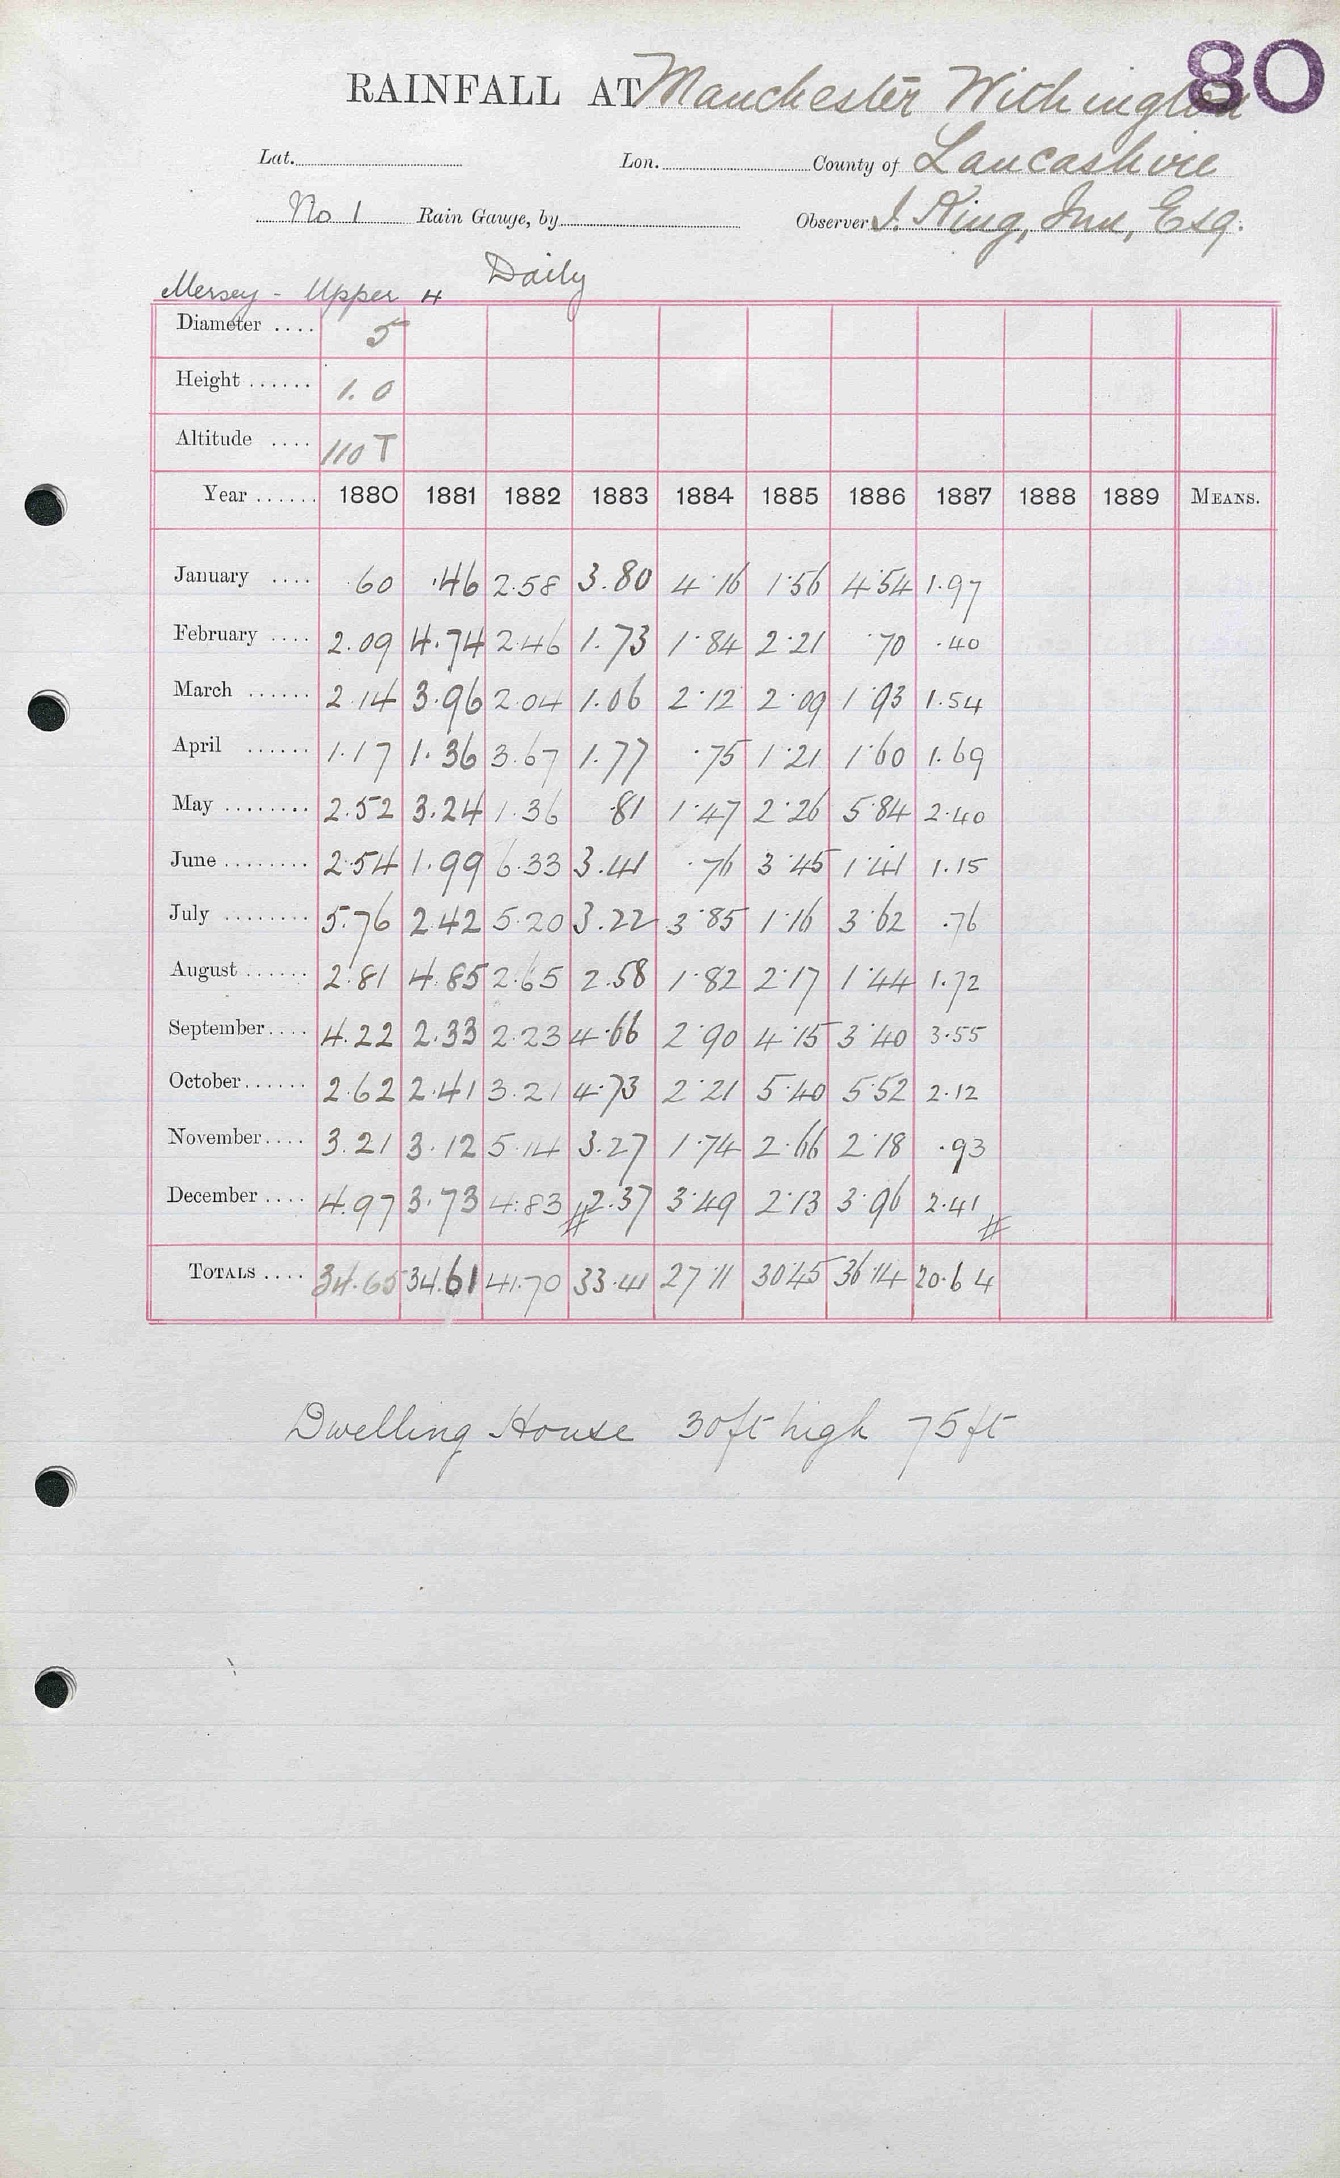 80
RAINFALL AT Manchester Withington
Lat. Lon. County of Lancashire
No 1 Rain Gauge, by Observer J. King, Jnn, Esq.
Mersey - Upper 4 Daily
Diameter .... 5
Height ...... 1.0
Altitude .... 110 T
Year ...... 1880 1881 1882 1883 1884 1885 1886 1887 1888 1889 MEANS.
January .... .60 .46 2.58 3.80 4.16 1.56 4.54 1.97
February .... 2.09 4.74 2.46 1.73 1.84 2.21 .70 .40
March ...... 2.14 3.96 2.04 1.06 2.12 2.09 1.93 1.54
April ...... 1.17 1.36 3.67 1.77 .75 1.21 1.60 1.69
May ........ 2.52 3.24 1.36 .81 1.47 2.26 5.84 2.40
June ........ 2.54 1.99 6.33 3.41 .76 3.45 1.41 1.15
July ........ 5.76 2.42 5.20 3.22 3.85 1.16 3.62 .76
August ...... 2.81 4.85 2.65 2.58 1.82 2.17 1.44 1.72
September.... 4.22 2.33 2.23 4.66 2.90 4.15 3.40 3.55
October...... 2.62 2.41 3.21 4.73 2.21 5.40 5.52 2.12
November.... 3.21 3.12 5.14 3.27 1.74 2.66 2.18 .93
December .... 4.97 3.73 4.83 #2.37 3.49 2.13 3.96 2.41 #
TOTALS .... 34.65 34.61 41.70 33.41 27.11 30.45 36.14 20.64
Dwelling House 30ft high 75ft